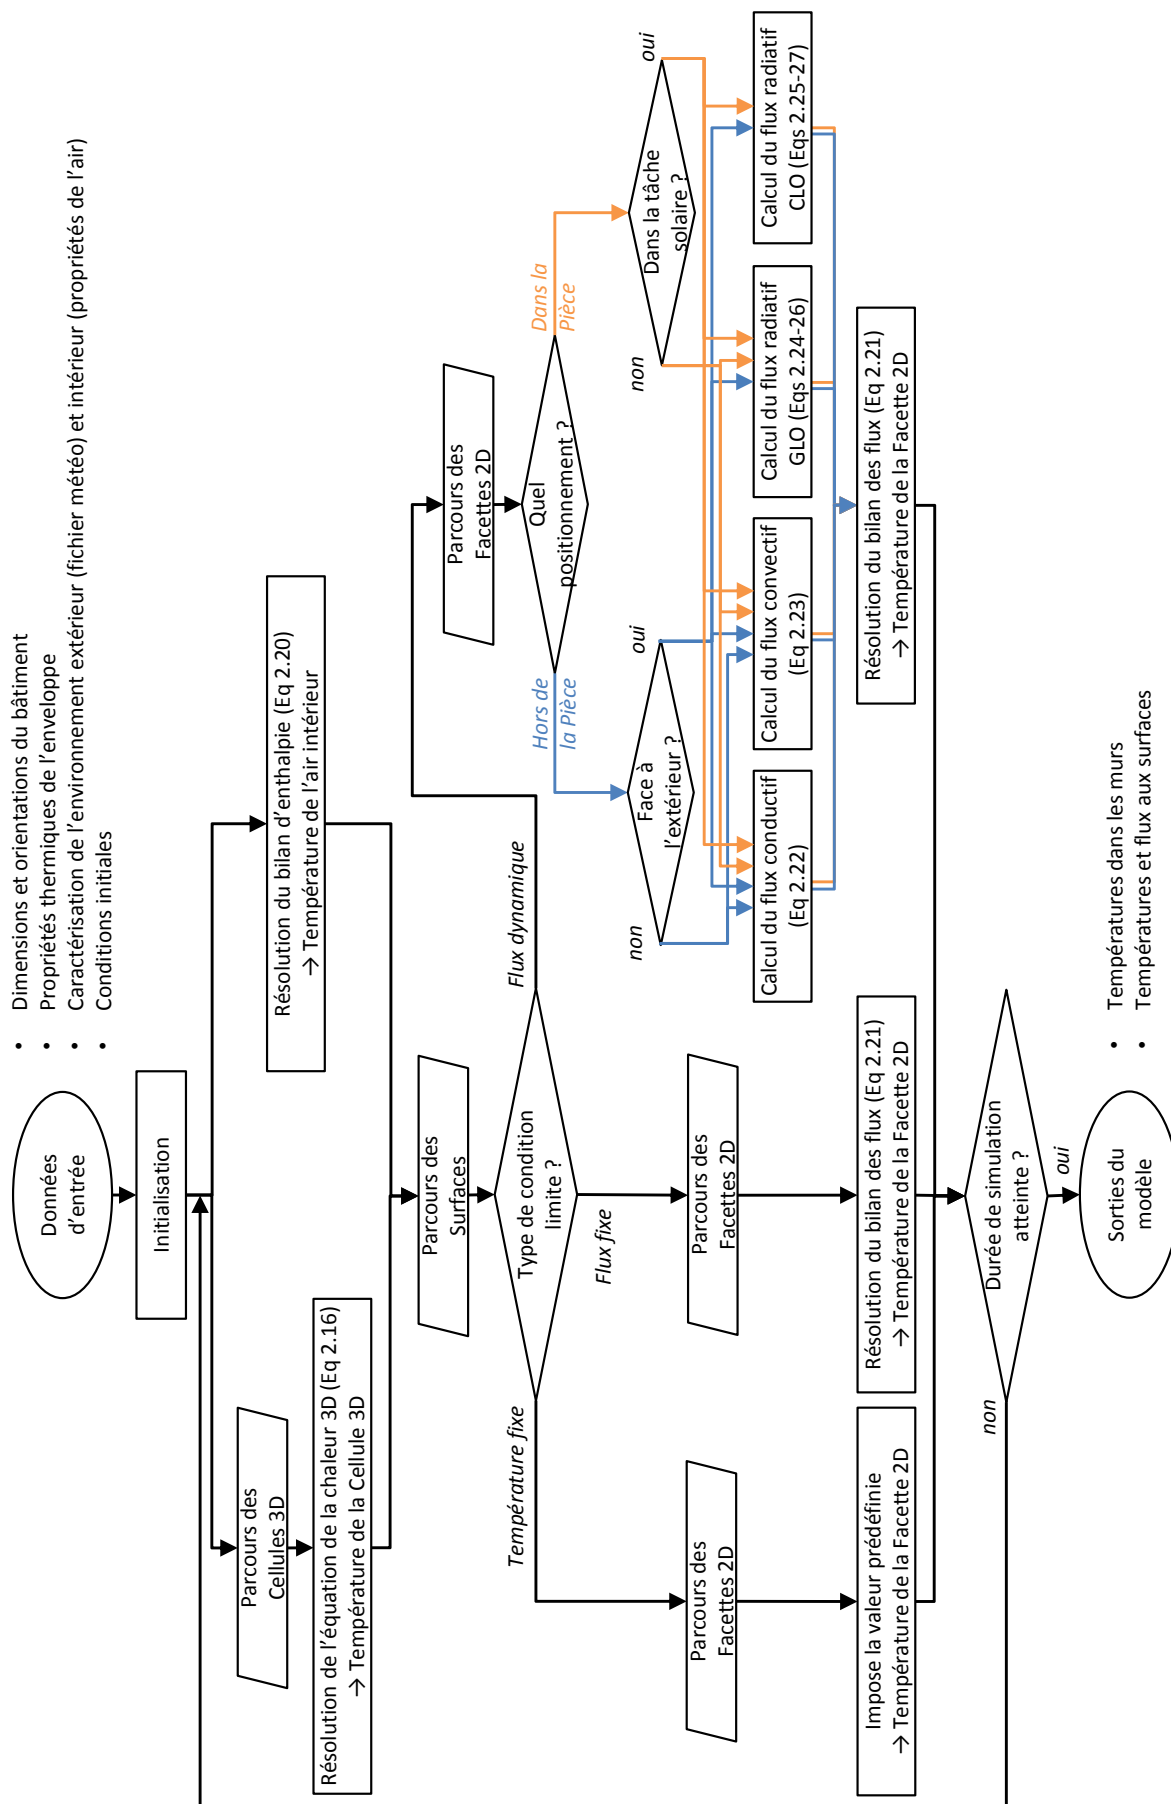 Données
d'entrée
• Dimensions et orientations du bâtiment
• Propriétés thermiques de l'enveloppe
• Caractérisation de l'environnement extérieur (fichier météo) et intérieur (propriétés de l'air)
• Conditions initiales
Initialisation
Parcours des
Cellules 3D
Résolution de l'équation de la chaleur 3D (Eq 2.16)
→ Température de la Cellule 3D
Résolution du bilan d'enthalpie (Eq 2.20)
→ Température de l'air intérieur
Parcours des
Surfaces
Type de condition
limite ?
Température fixe
Flux fixe
Flux dynamique
Parcours des
Facettes 2D
Quel
positionnement ?
Hors de
la Pièce
Dans la
Pièce
Face à
l'extérieur ?
non
oui
Dans la tâche
solaire ?
non
oui
Parcours des
Facettes 2D
Parcours des
Facettes 2D
Calcul du flux conductif
(Eq 2.22)
Calcul du flux convectif
(Eq 2.23)
Calcul du flux radiatif
GLO (Eqs 2.24-26)
Calcul du flux radiatif
CLO (Eqs 2.25-27)
Impose la valeur prédéfinie
→ Température de la Facette 2D
Résolution du bilan des flux (Eq 2.21)
→ Température de la Facette 2D
Résolution du bilan des flux (Eq 2.21)
→ Température de la Facette 2D
Durée de simulation
atteinte ?
non
oui
Sorties du
modèle
• Températures dans les murs
• Températures et flux aux surfaces